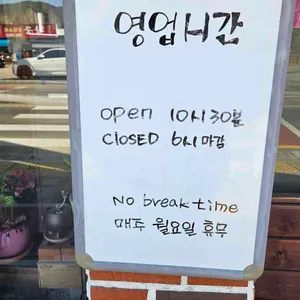 영업시간
open 10시 30분
closed 6시 마감
No break time
매주 월요일 휴무